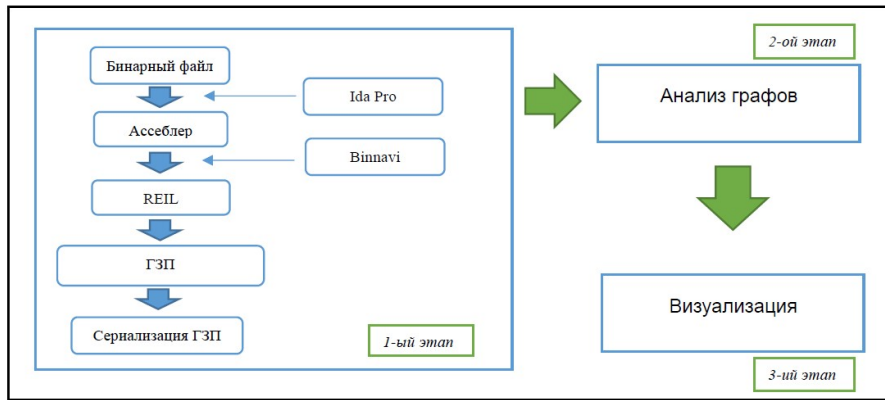 Бинарный файл
Ida Pro
Ассеблер
Binnavi
REIL
ГЗП
Сериализация ГЗП
1-ый этап
2-ой этап
Анализ графов
Визуализация
3-ий этап